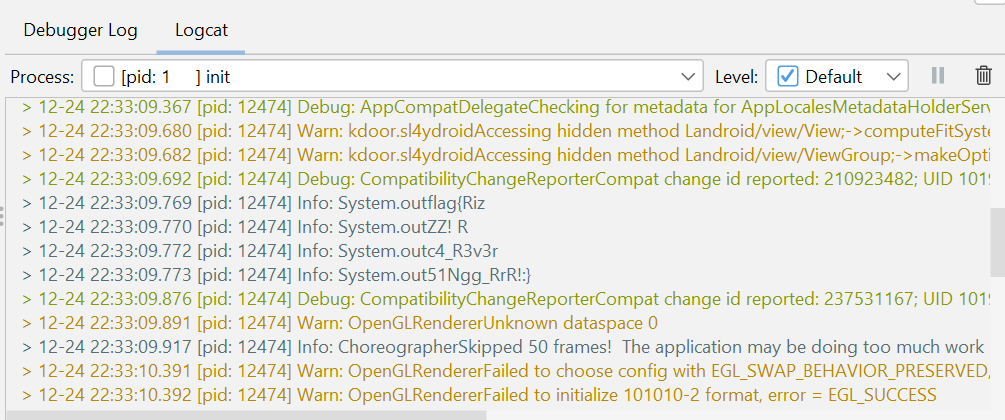 Debugger Log Logcat
Process: [pid: 1 ] init Level: Default
> 12-24 22:33:09.367 [pid: 12474] Debug: AppCompatDelegateChecking for metadata for AppLocalesMetadataHolderServ
> 12-24 22:33:09.680 [pid: 12474] Warn: kdoor.sl4ydroidAccessing hidden method Landroid/view/View;->computeFitSyste
> 12-24 22:33:09.682 [pid: 12474] Warn: kdoor.sl4ydroidAccessing hidden method Landroid/view/ViewGroup;->makeOpti
> 12-24 22:33:09.692 [pid: 12474] Debug: CompatibilityChangeReporterCompat change id reported: 210923482; UID 1019
> 12-24 22:33:09.769 [pid: 12474] Info: System.outflag{Riz
> 12-24 22:33:09.770 [pid: 12474] Info: System.outZZ! R
> 12-24 22:33:09.772 [pid: 12474] Info: System.outc4_R3v3r
> 12-24 22:33:09.773 [pid: 12474] Info: System.out51Ngg_RrR!:}
> 12-24 22:33:09.876 [pid: 12474] Debug: CompatibilityChangeReporterCompat change id reported: 237531167; UID 1019
> 12-24 22:33:09.891 [pid: 12474] Warn: OpenGLRendererUnknown dataspace 0
> 12-24 22:33:09.917 [pid: 12474] Info: ChoreographerSkipped 50 frames!  The application may be doing too much work
> 12-24 22:33:10.391 [pid: 12474] Warn: OpenGLRendererFailed to choose config with EGL_SWAP_BEHAVIOR_PRESERVED,
> 12-24 22:33:10.392 [pid: 12474] Warn: OpenGLRendererFailed to initialize 101010-2 format, error = EGL_SUCCESS